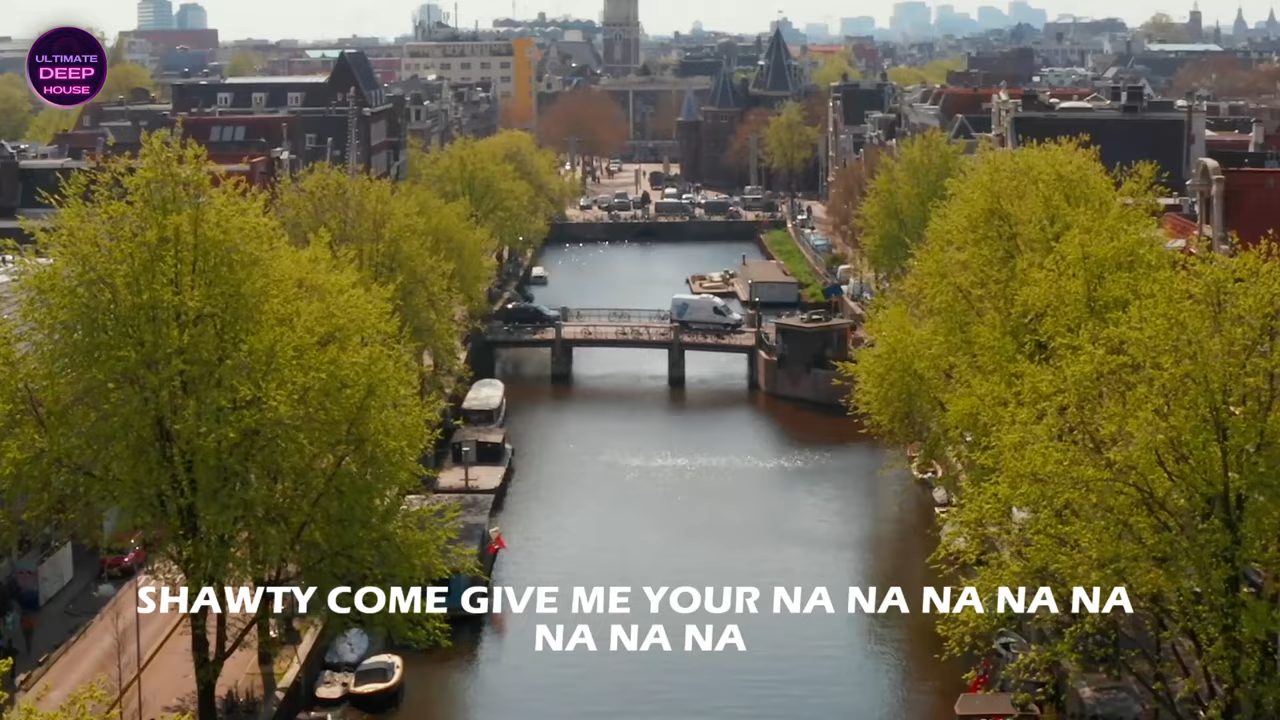 ULTIMATE
DEEP
HOUSE
SHAWTY COME GIVE ME YOUR NA NA NA NA NA
NA NA NA